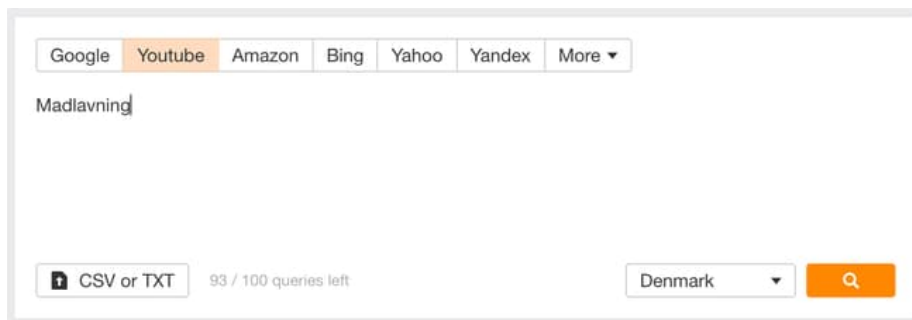 Google Youtube Amazon Bing Yahoo Yandex More
Madlavning
CSV or TXT 93 / 100 queries left Denmark